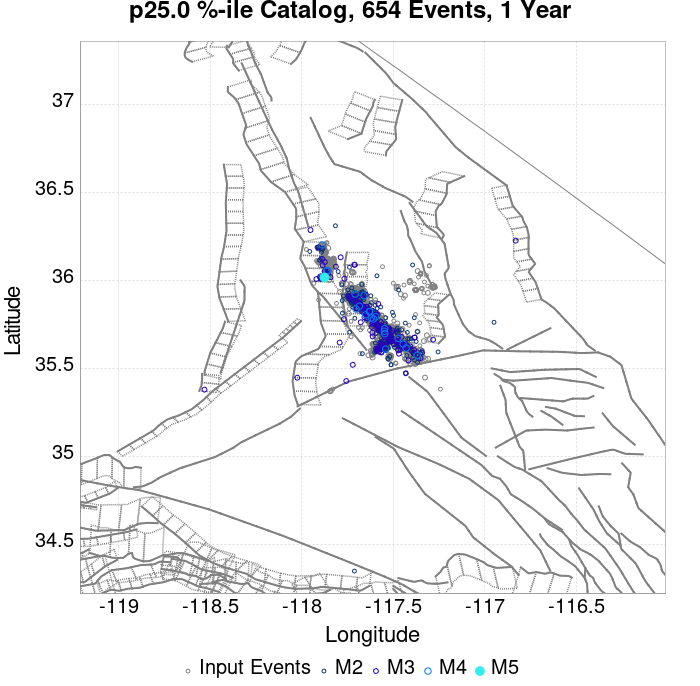 p25.0 %-ile Catalog, 654 Events, 1 Year
37
36.5
36
35.5
35
34.5
Latitude
-119
-118.5
-118
-117.5
-117
-116.5
Longitude
Input Events
M2
M3
M4
M5